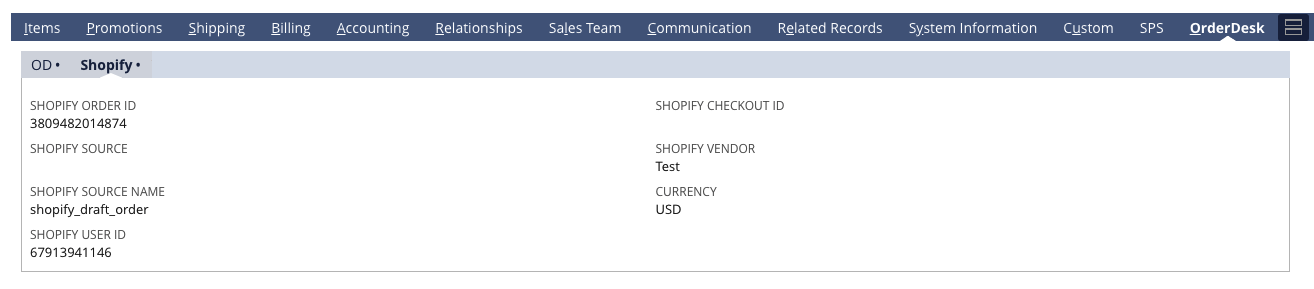 Items Promotions Shipping Billing Accounting Relationships Sales Team Communication Related Records System Information Custom SPS OrderDesk
OD • Shopify •
SHOPIFY ORDER ID
3809482014874
SHOPIFY CHECKOUT ID
SHOPIFY SOURCE
SHOPIFY VENDOR
Test
SHOPIFY SOURCE NAME
shopify_draft_order
CURRENCY
USD
SHOPIFY USER ID
67913941146